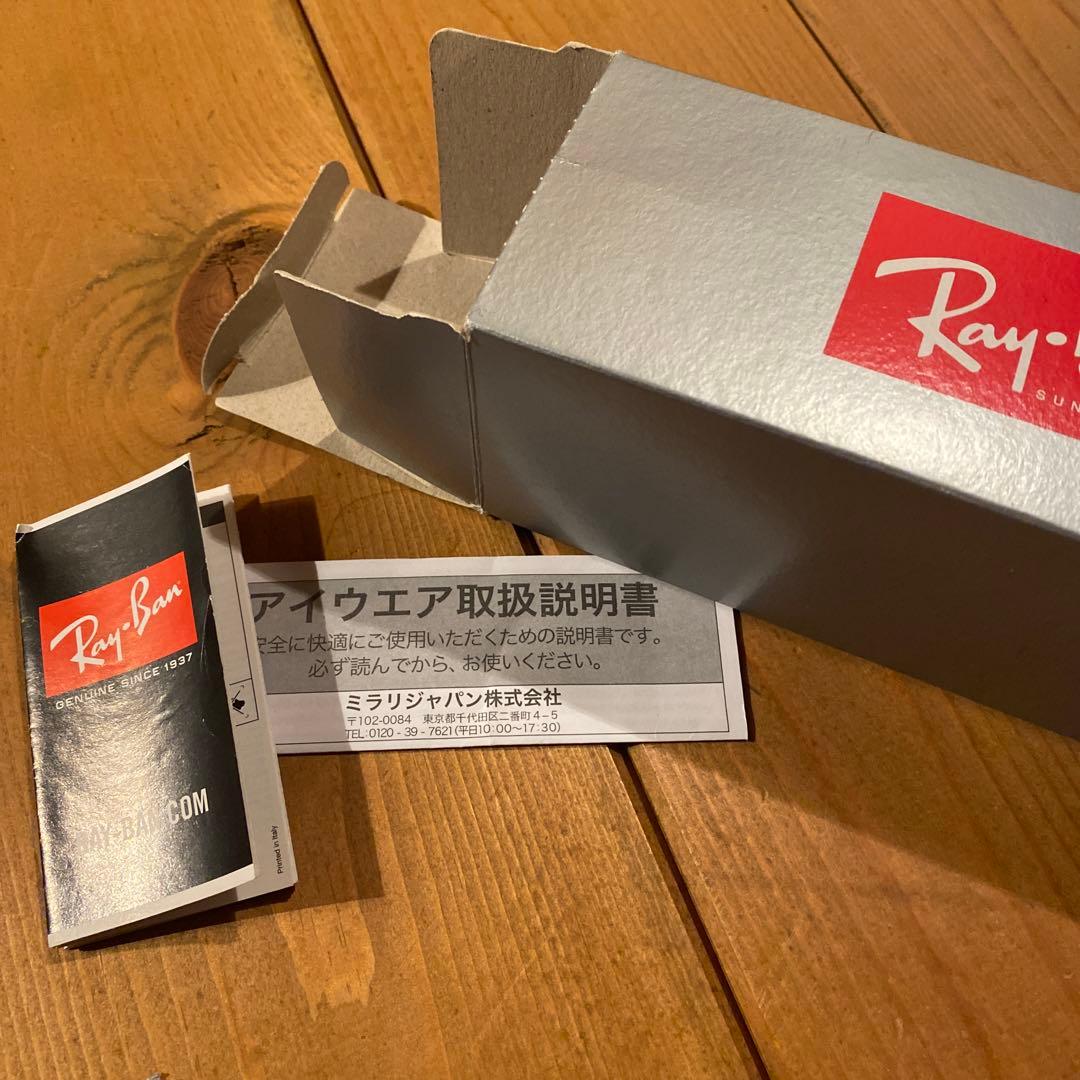 Ray•
SUN
Ray•Ban
GENUINE SINCE 1937
RAY-BAN.COM
Printed in Italy
アイウエア取扱説明書
安全に快適にご使用いただくための説明書です。
必ず読んでから、お使いください。
ミラリジャパン株式会社
〒102-0084 東京都千代田区二番町4-5
TEL:0120-39-7621(平日10:00～17:30)